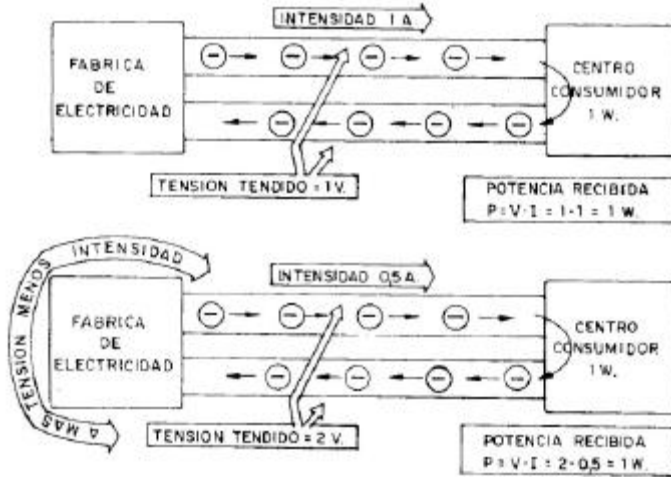 INTENSIDAD 1 A.
FABRICA
DE
ELECTRICIDAD
CENTRO
CONSUMIDOR
1 W.
TENSION TENDIDO = 1 V.
POTENCIA RECIBIDA
P = V·I = 1·1 = 1 W.
A MAS TENSION MENOS INTENSIDAD
INTENSIDAD 0,5 A.
FABRICA
DE
ELECTRICIDAD
CENTRO
CONSUMIDOR
1 W.
TENSION TENDIDO = 2 V.
POTENCIA RECIBIDA
P = V·I = 2·0,5 = 1 W.